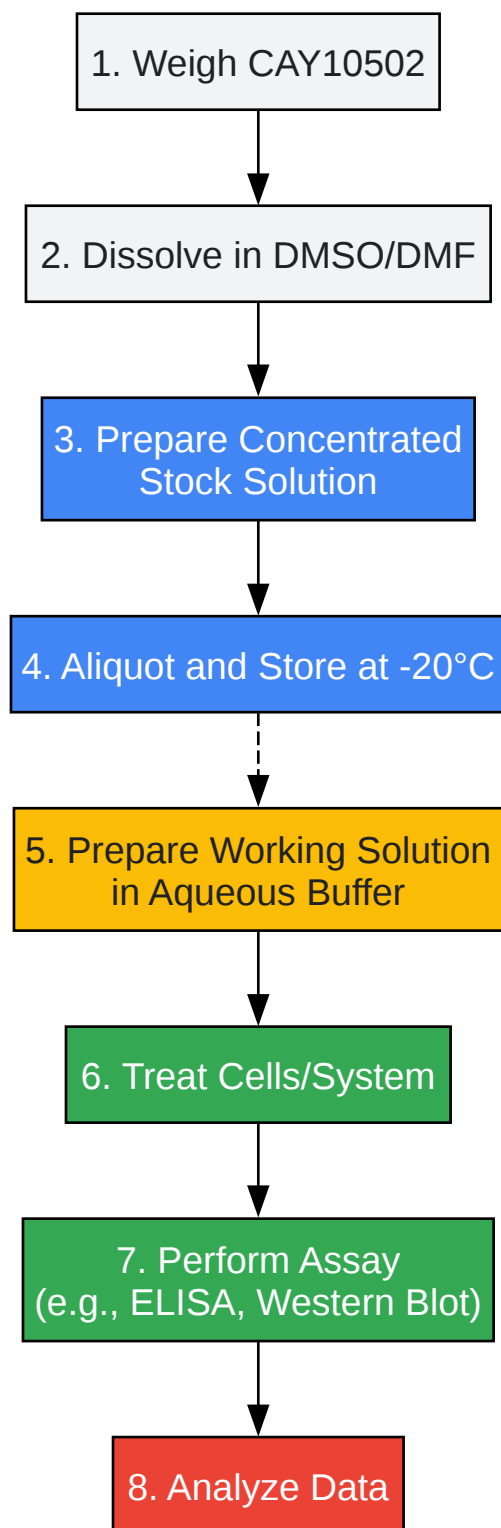 1. Weigh CAY10502
2. Dissolve in DMSO/DMF
3. Prepare Concentrated
Stock Solution
4. Aliquot and Store at -20°C
5. Prepare Working Solution
in Aqueous Buffer
6. Treat Cells/System
7. Perform Assay
(e.g., ELISA, Western Blot)
8. Analyze Data